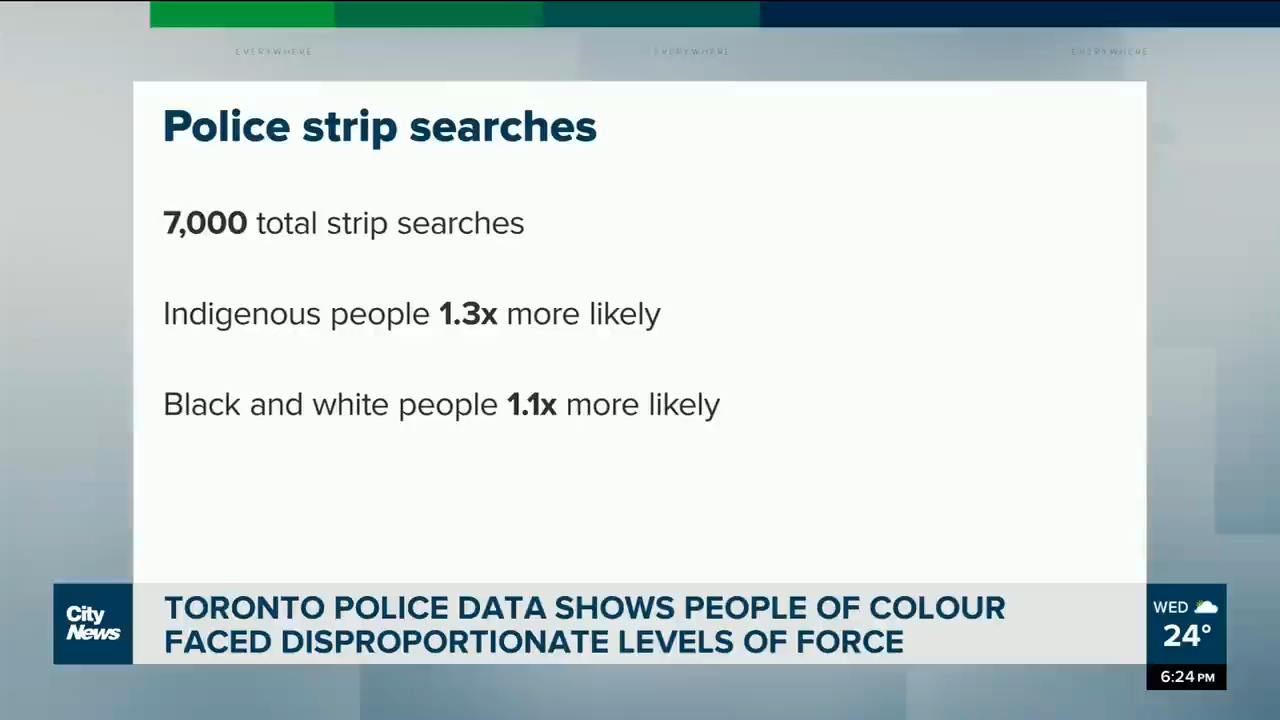 EVERYWHERE EVERYWHERE EVERYWHERE
Police strip searches
7,000 total strip searches
Indigenous people 1.3x more likely
Black and white people 1.1x more likely
City
News
TORONTO POLICE DATA SHOWS PEOPLE OF COLOUR
FACED DISPROPORTIONATE LEVELS OF FORCE
WED
24°
6:24 PM